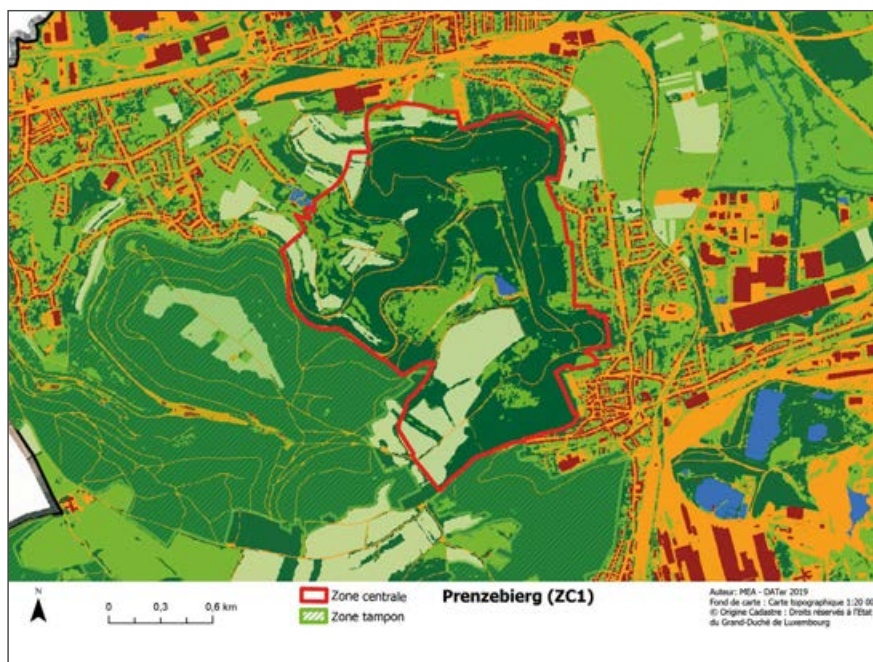 N
0 0,3 0,6 km
Zone centrale
Zone tampon
Prenzebierg (ZC1)
Auteur: MEA - DATer 2019
Fond de carte : Carte topographique 1:20 00
© Origine Cadastre : Droits réservés à l'Etat
du Grand-Duché de Luxembourg